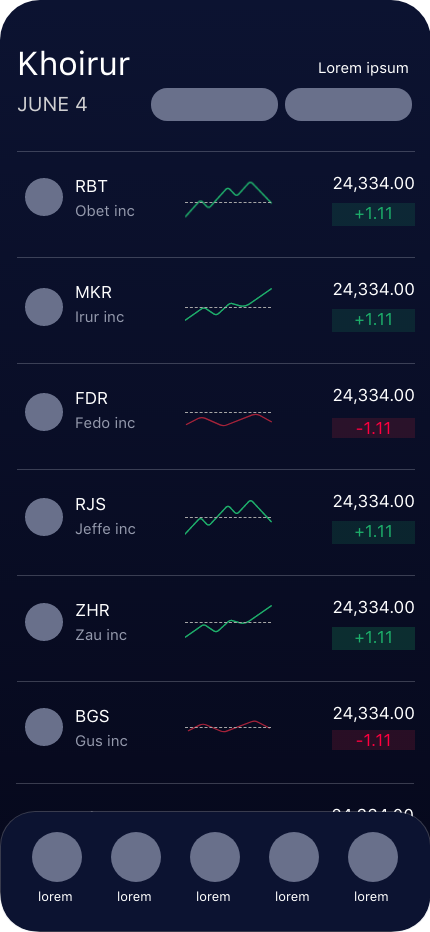 Khoirur
Lorem ipsum
JUNE 4
RBT
24,334.00
Obet inc
+1.11
MKR
24,334.00
Irur inc
+1.11
FDR
24,334.00
Fedo inc
-1.11
RJS
24,334.00
Jeffe inc
+1.11
ZHR
24,334.00
Zau inc
+1.11
BGS
24,334.00
Gus inc
-1.11
lorem
lorem
lorem
lorem
lorem